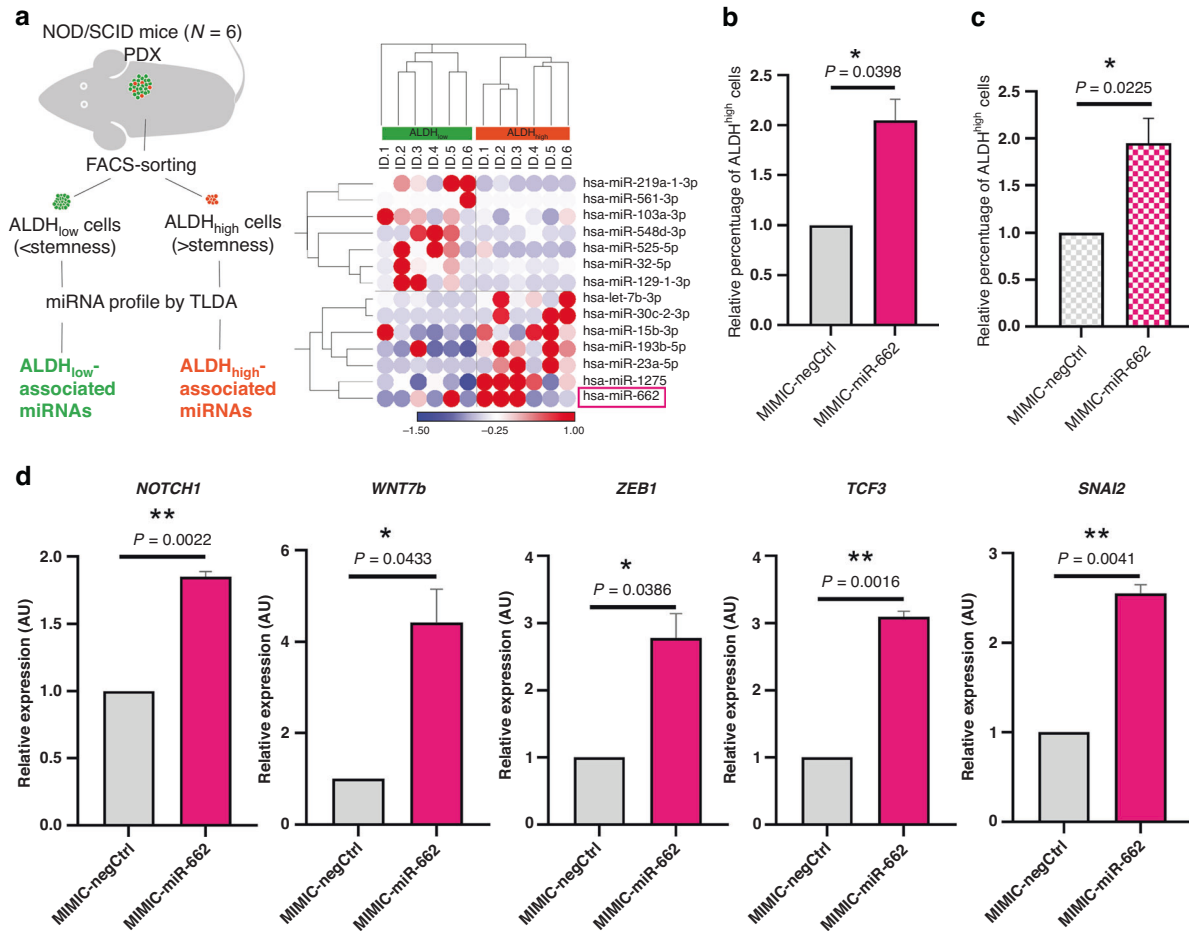 a
NOD/SCID mice (N = 6)
PDX
FACS-sorting
ALDHlow cells
(<stemness)
ALDHhigh cells
(>stemness)
miRNA profile by TLDA
ALDHlow-
associated
miRNAs
ALDHhigh-
associated
miRNAs
ALDHlow
ALDHhigh
ID.1
ID.2
ID.3
ID.4
ID.5
ID.6
ID.1
ID.2
ID.3
ID.4
ID.5
ID.6
hsa-miR-219a-1-3p
hsa-miR-561-3p
hsa-miR-103a-3p
hsa-miR-548d-3p
hsa-miR-525-5p
hsa-miR-32-5p
hsa-miR-129-1-3p
hsa-let-7b-3p
hsa-miR-30c-2-3p
hsa-miR-15b-3p
hsa-miR-193b-5p
hsa-miR-23a-5p
hsa-miR-1275
hsa-miR-662
−1.50
−0.25
1.00
b
*
P = 0.0398
Relative percentuage of ALDHhigh cells
2.5
2.0
1.5
1.0
0.5
0.0
MIMIC-negCtrl
MIMIC-miR-662
c
*
P = 0.0225
Relative percentuage of ALDHhigh cells
2.5
2.0
1.5
1.0
0.5
0.0
MIMIC-negCtrl
MIMIC-miR-662
d
NOTCH1
**
P = 0.0022
Relative expression (AU)
2.0
1.5
1.0
0.5
0.0
MIMIC-negCtrl
MIMIC-miR-662
WNT7b
*
P = 0.0433
Relative expression (AU)
6
4
2
0
MIMIC-negCtrl
MIMIC-miR-662
ZEB1
*
P = 0.0386
Relative expression (AU)
4
3
2
1
0
MIMIC-negCtrl
MIMIC-miR-662
TCF3
**
P = 0.0016
Relative expression (AU)
4
3
2
1
0
MIMIC-negCtrl
MIMIC-miR-662
SNAI2
**
P = 0.0041
Relative expression (AU)
3
2
1
0
MIMIC-negCtrl
MIMIC-miR-662